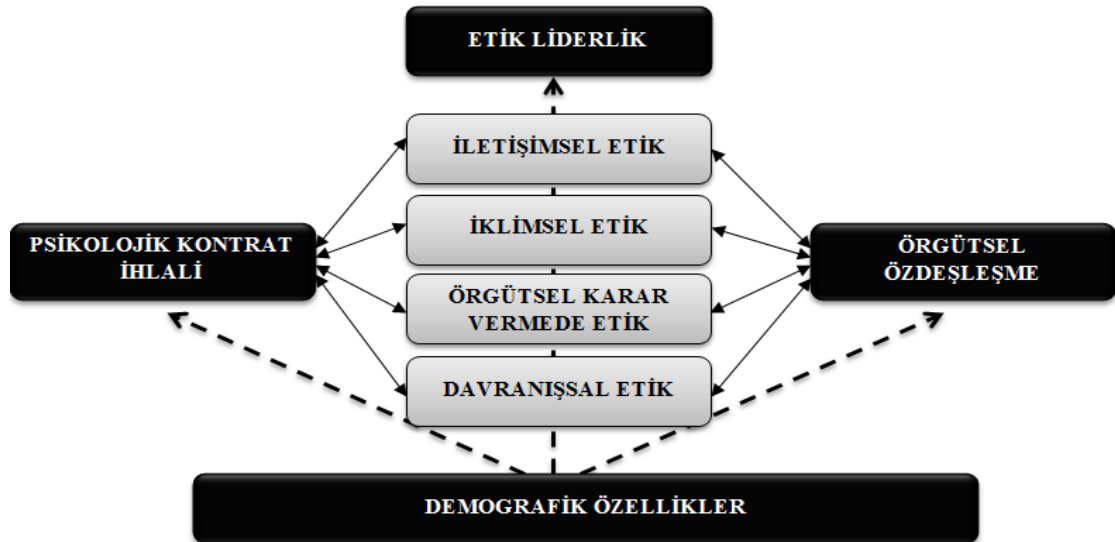 ETİK LİDERLİK
İLETİŞİMSEL ETİK
İKLİMSEL ETİK
PSİKOLOJİK KONTRAT
İHLALİ
ÖRGÜTSEL
ÖZDEŞLEŞME
ÖRGÜTSEL KARAR
VERMEDE ETİK
DAVRANIŞSAL ETİK
DEMOGRAFİK ÖZELLİKLER